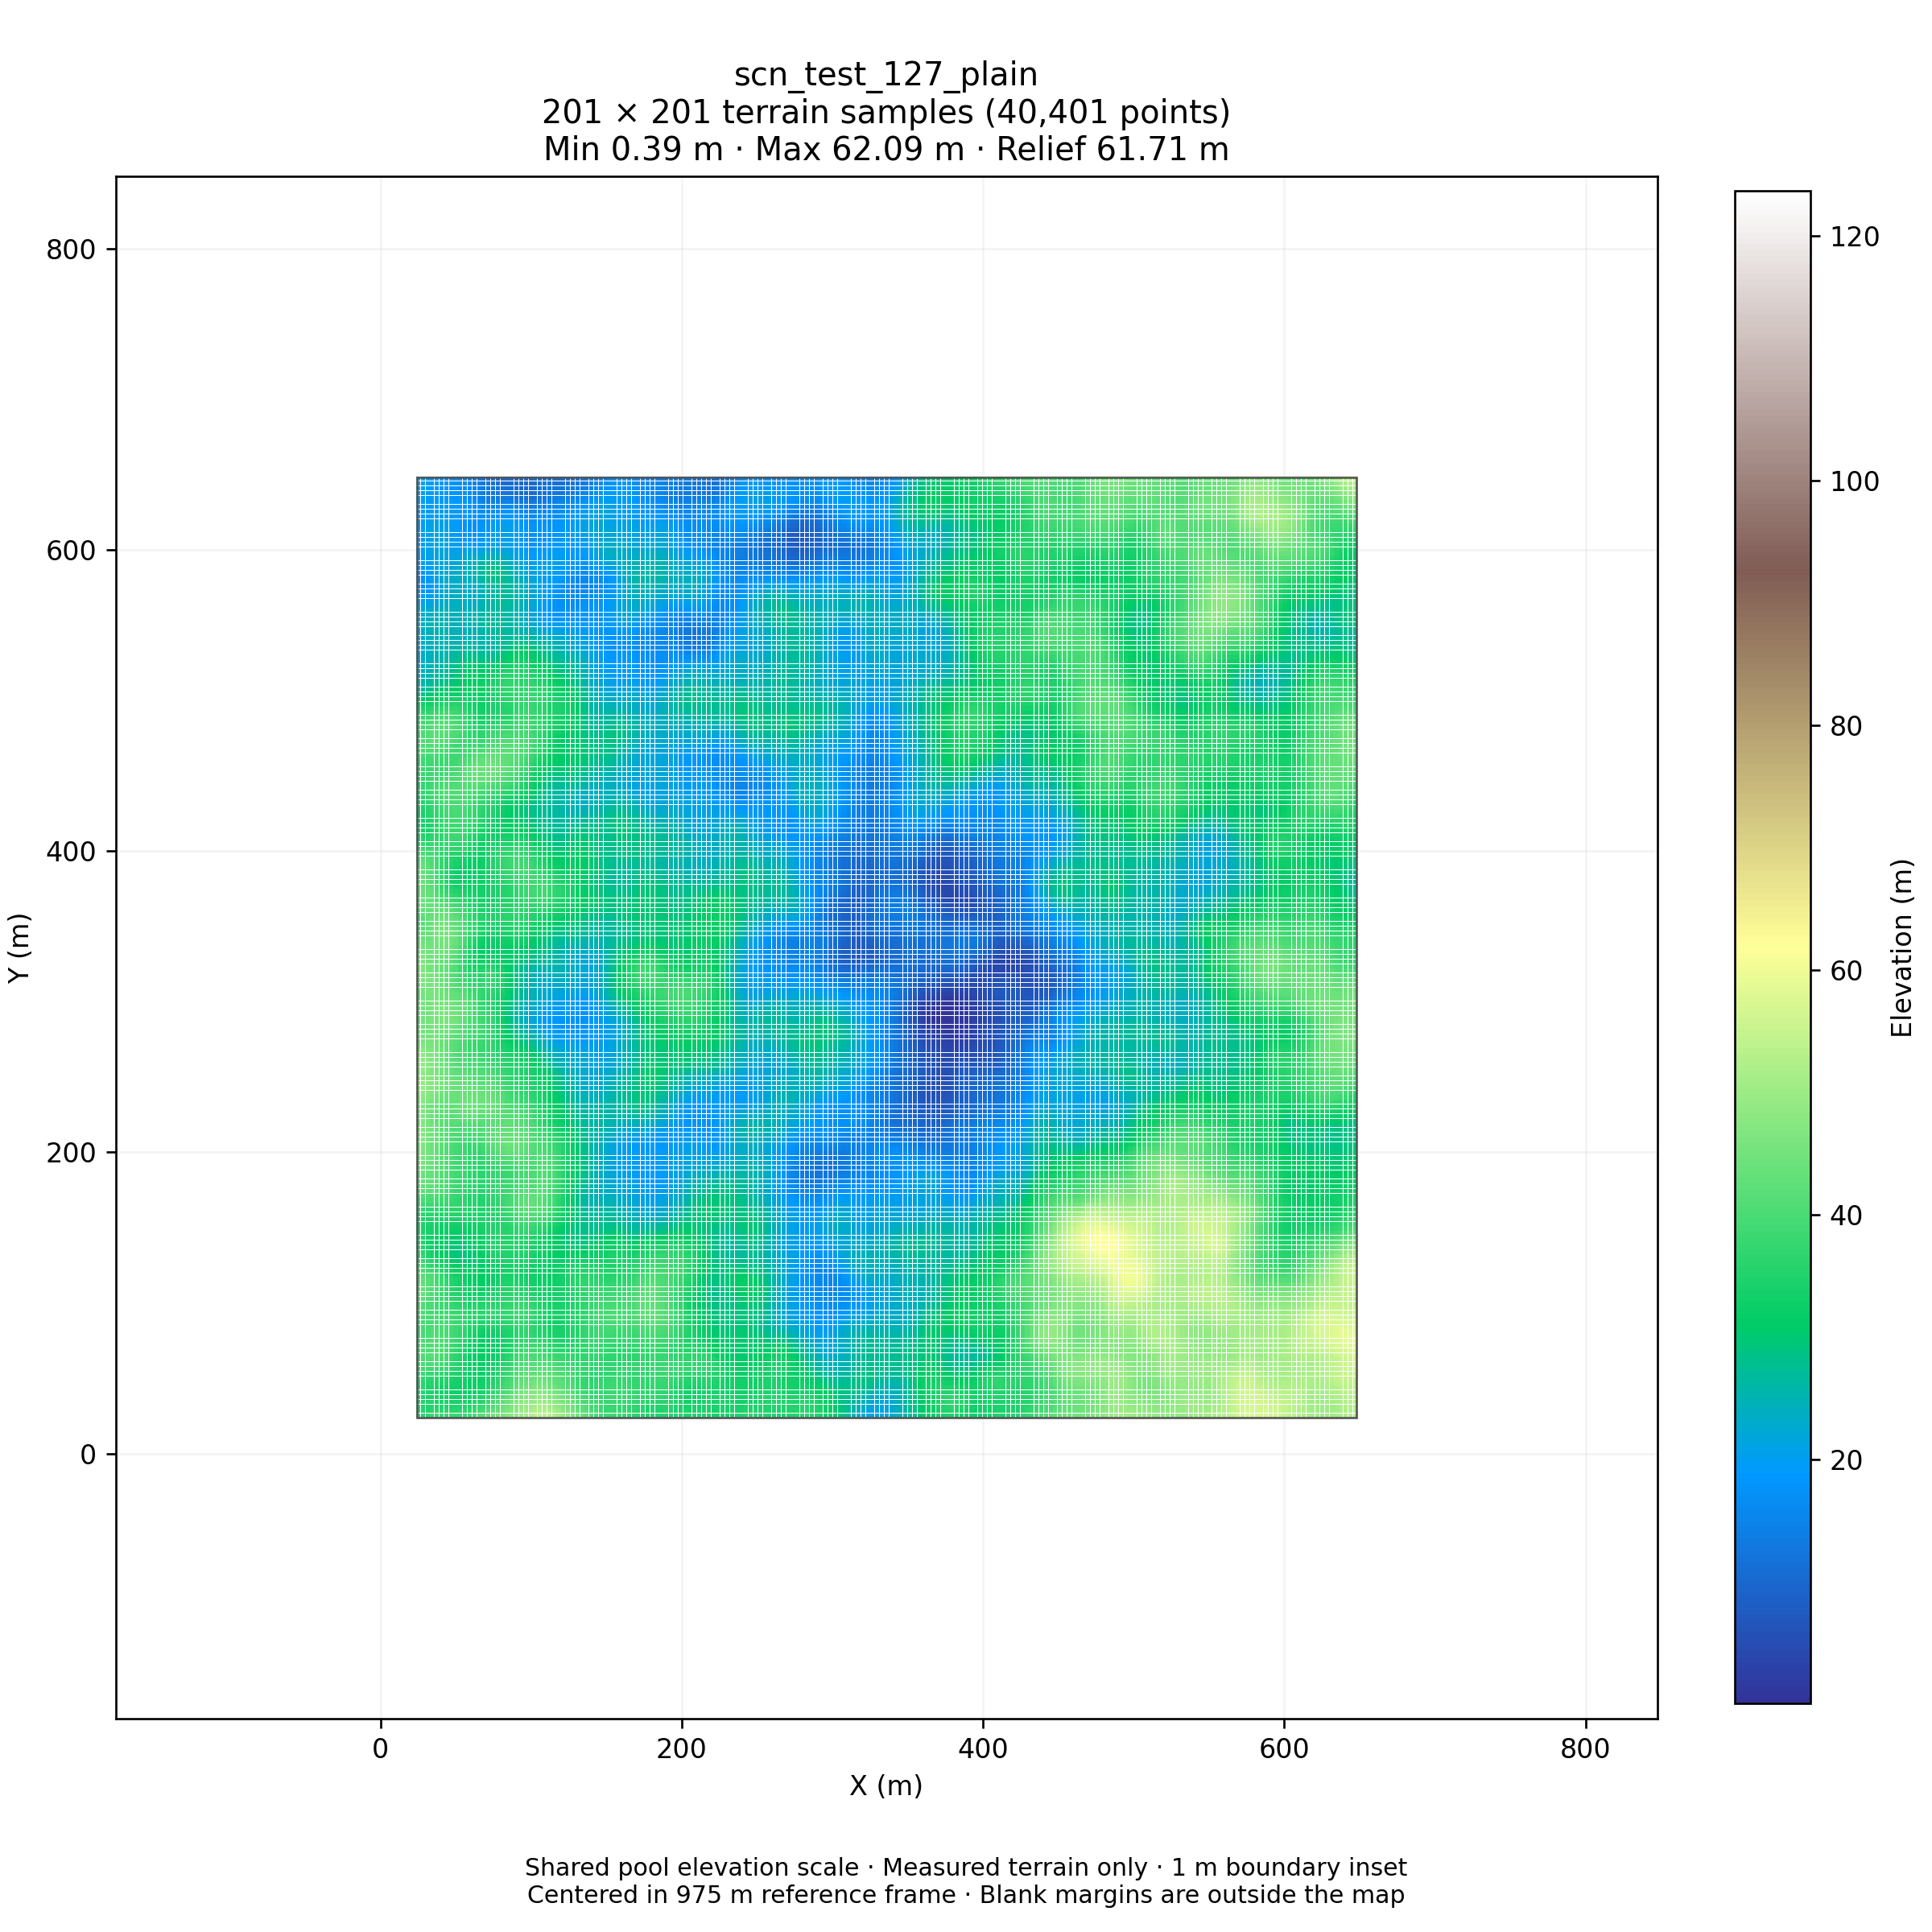 scn_test_127_plain
201 × 201 terrain samples (40,401 points)
Min 0.39 m · Max 62.09 m · Relief 61.71 m
800
600
400
200
0
Y (m)
0
200
400
600
800
X (m)
120
100
80
60
40
20
Elevation (m)
Shared pool elevation scale · Measured terrain only · 1 m boundary inset
Centered in 975 m reference frame · Blank margins are outside the map